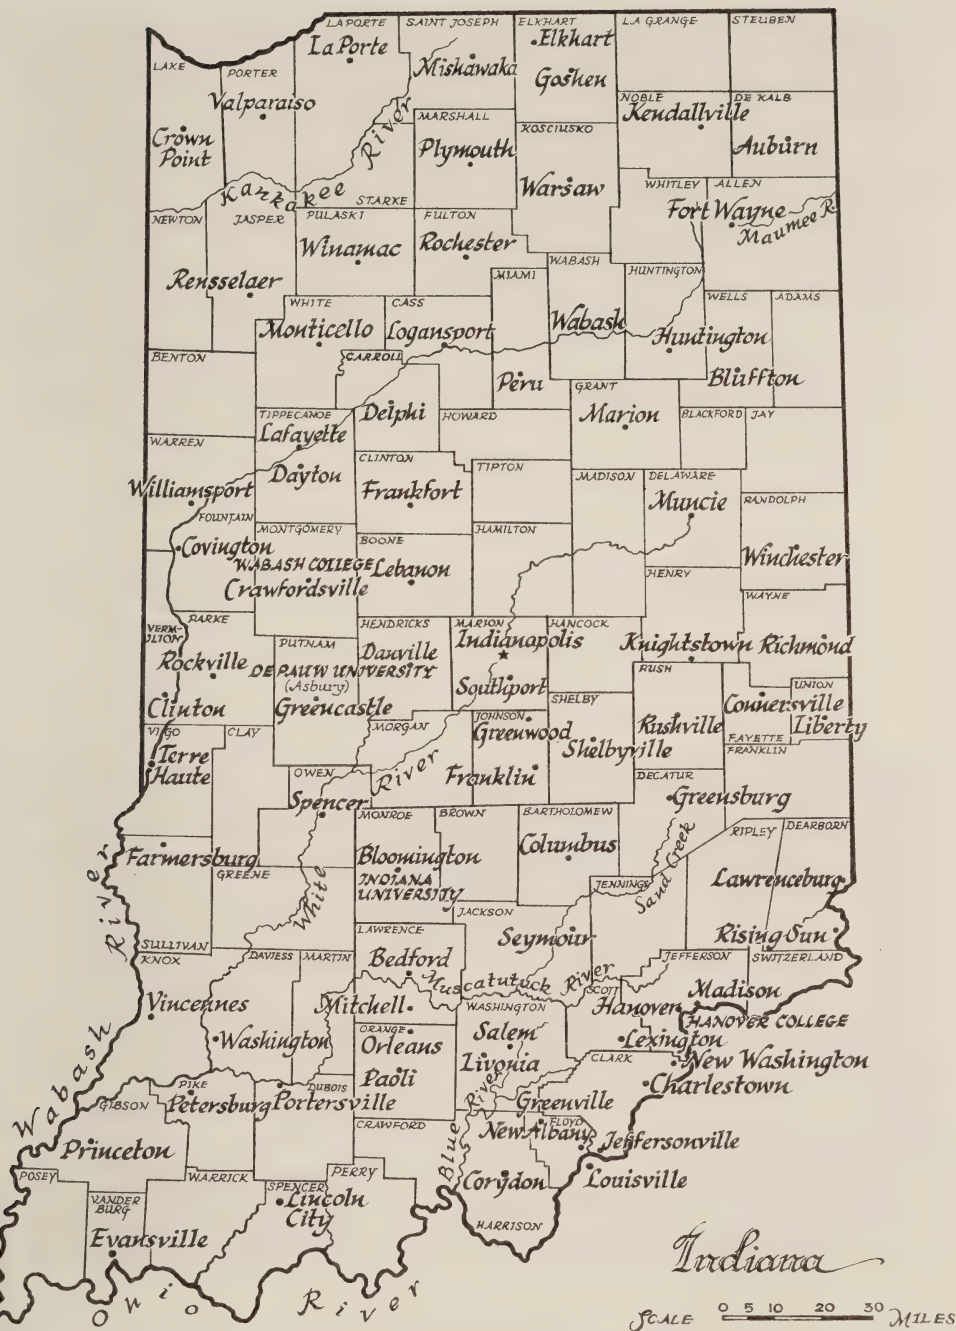 LAPORTE
SAINT JOSEPH
ELKHART
LA GRANGE
STEUBEN
LaPorte
Elkhart
LAKE
PORTER
Mishawaka
Goshen
Valparaiso
NOBLE
DE KALB
Kendallville
MARSHALL
KOSCIUSKO
Crown
Point
Plymouth
Auburn
River
Kankakee
STARKE
Warsaw
WHITLEY
ALLEN
Fort Wayne
Maumee R.
NEWTON
JASPER
PULASKI
FULTON
Winamac
Rochester
Rensselaer
MIAMI
WABASH
HUNTINGTON
WELLS
ADAMS
WHITE
CASS
Monticello
Logansport
Wabash
Huntington
BENTON
CARROLL
Peru
Bluffton
GRANT
TIPPECANOE
Delphi
HOWARD
Marion
BLACKFORD
JAY
WARREN
Lafayette
CLINTON
TIPTON
Dayton
MADISON
DELAWARE
Williamsport
Frankfort
Muncie
RANDOLPH
FOUNTAIN
MONTGOMERY
BOONE
HAMILTON
Covington
WABASH COLLEGE
Lebanon
Winchester
Crawfordsville
HENRY
WAYNE
PARKE
VERM-
ILION
PUTNAM
HENDRICKS
MARION
HANCOCK
Indianapolis
Knightstown
Richmond
Danville
Rockville
DE PAUW UNIVERSITY
(Asbury)
RUSH
UNION
Southport
SHELBY
Clinton
Greencastle
Connersville
VIGO
CLAY
MORGAN
JOHNSON
Greenwood
Rushville
Liberty
FAYETTE
FRANKLIN
Shelbyville
Terre
Haute
OWEN
River
Franklin
DECATUR
Spencer
Greensburg
MONROE
BROWN
BARTHOLOMEW
RIPLEY
DEARBORN
Farmersburg
Bloomington
Columbus
Sand Creek
GREENE
INDIANA
UNIVERSITY
JENNINGS
Lawrenceburg
White
JACKSON
SULLIVAN
KNOX
LAWRENCE
Seymour
Rising Sun
DAVIESS
MARTIN
Bedford
JEFFERSON
SWITZERLAND
Muscatutuck River
SCOTT
Vincennes
Mitchell
WASHINGTON
Hanover
Madison
HANOVER COLLEGE
Washington
ORANGE
Orleans
Salem
Lexington
Livonia
CLARK
New Washington
PIKE
DUBOIS
Paoli
Charlestown
GIBSON
Petersburg
Portersville
Greenville
CRAWFORD
FLOYD
New Albany
Jeffersonville
Wabash River
Princeton
Blue River
POSEY
WARRICK
PERRY
Corydon
Louisville
VANDER
BURG
SPENCER
Lincoln
City
HARRISON
Evansville
Owio River
Indiana
SCALE 0 5 10 20 30 MILES